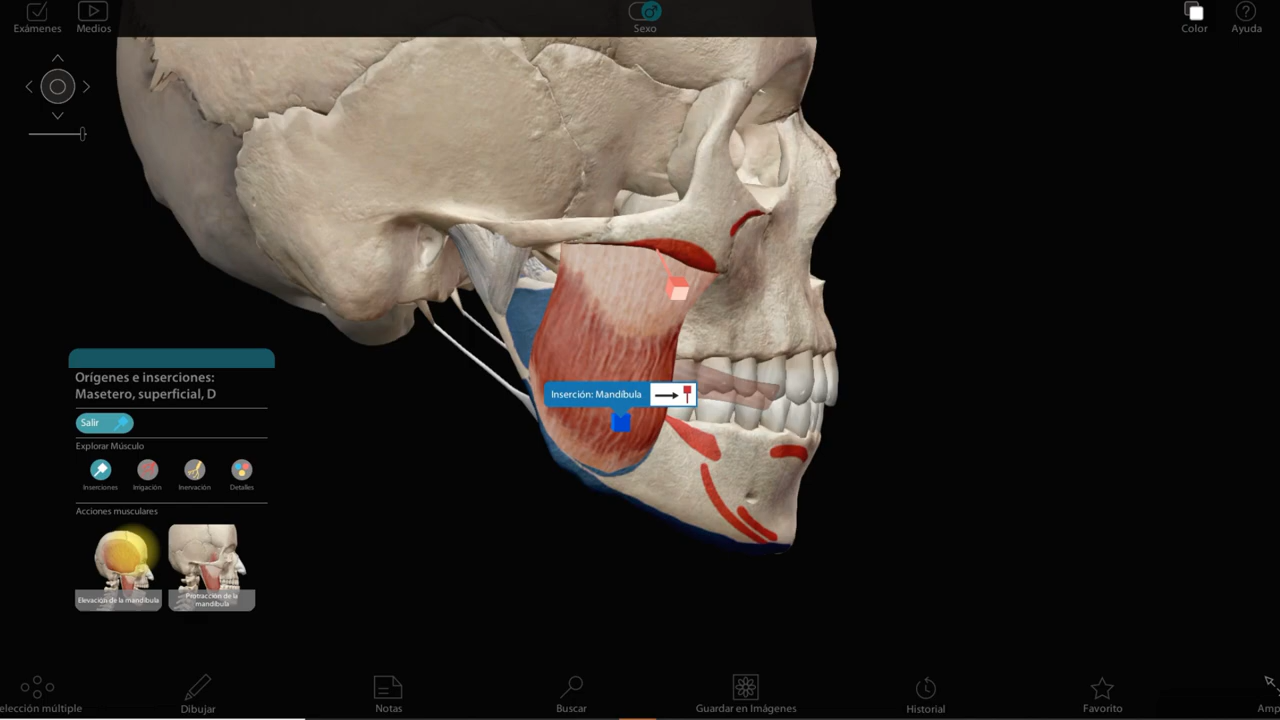 Exámenes
Medios
Sexo
Color
Ayuda
Orígenes e inserciones:
Masetero, superficial, D
Salir
Explorar Músculo
Inserciones
Irrigación
Inervación
Detalles
Acciones musculares
Elevación de la mandíbula
Protracción de la
mandíbula
Inserción: Mandíbula
elección múltiple
Dibujar
Notas
Buscar
Guardar en Imágenes
Historial
Favorito
Amp